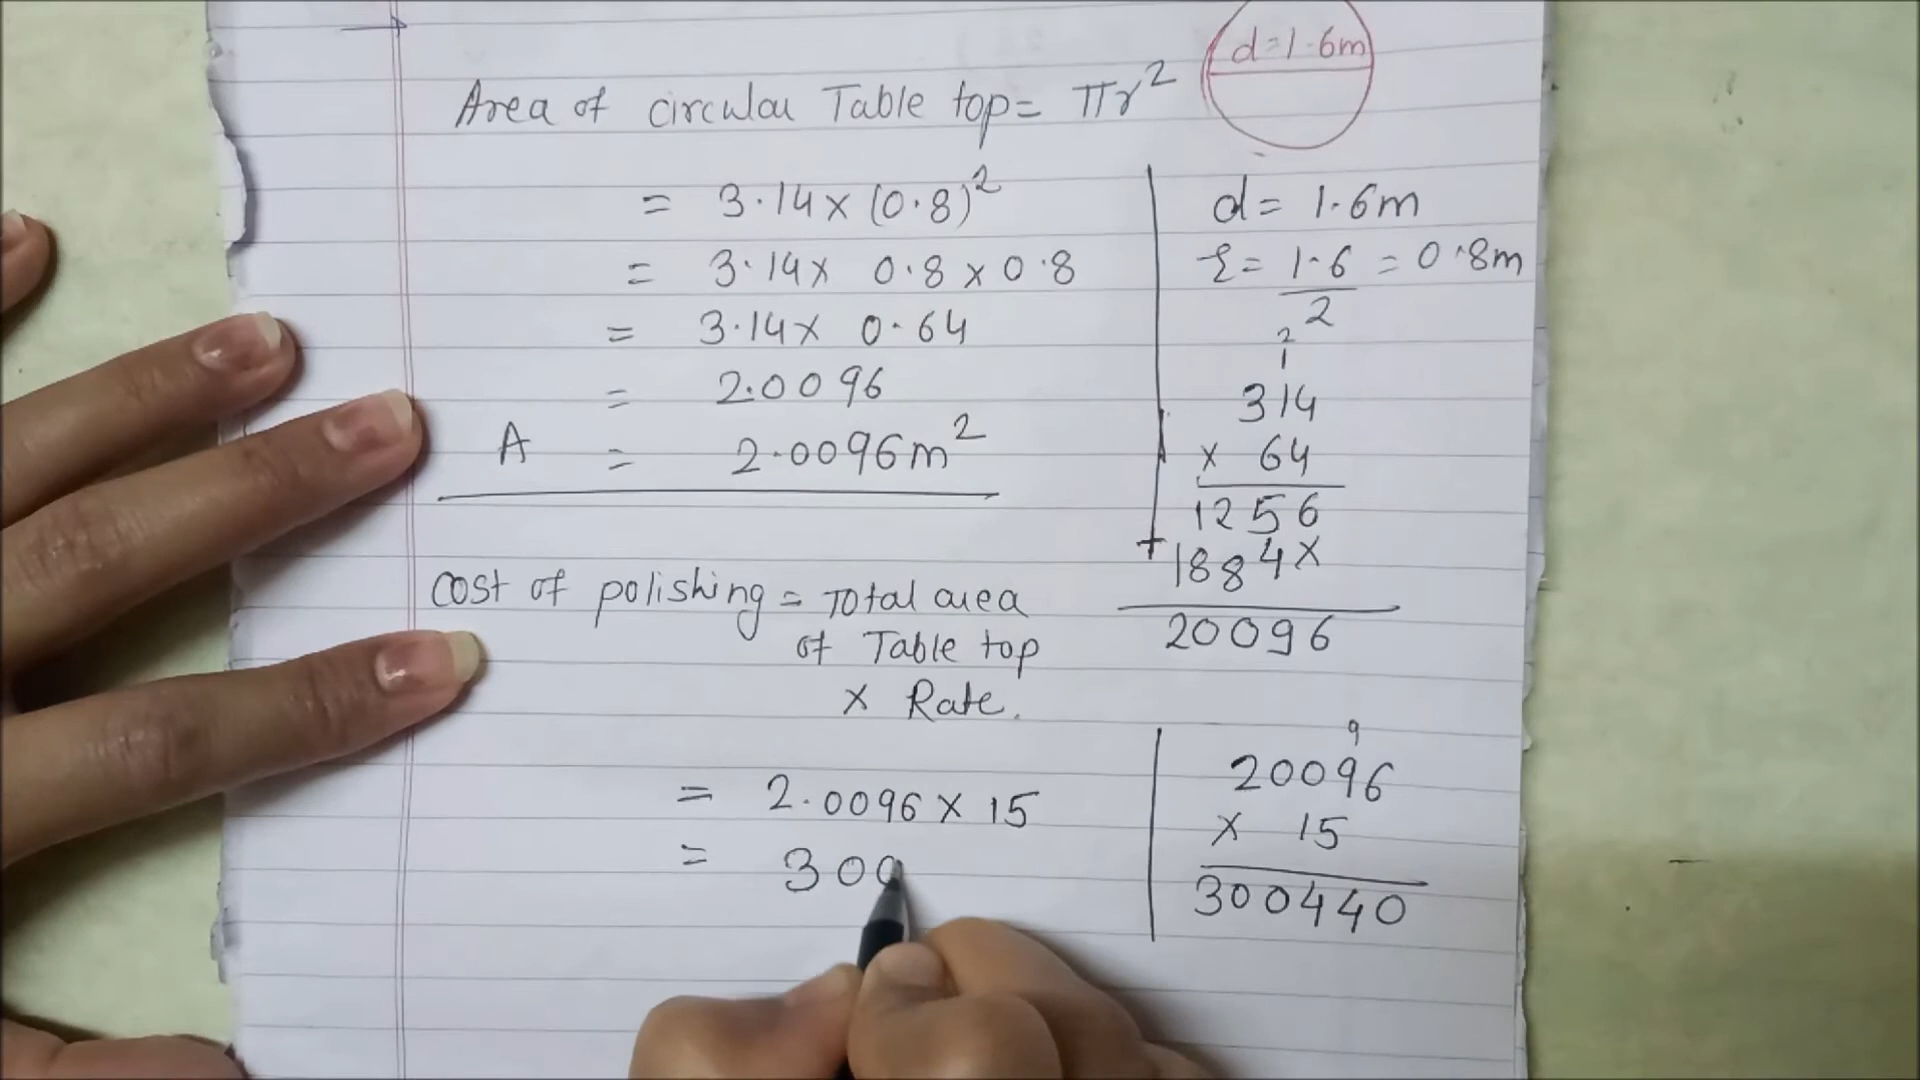 d=1.6m
Area of circular Table top = πr²
= 3.14 x (0.8)²
= 3.14 x 0.8 x 0.8
= 3.14 x 0.64
= 2.0096
A = 2.0096m²
d = 1.6m
r = 1.6/2 = 0.8m
2
1
314
x 64
1256
+1884x
20096
Cost of polishing = Total area
of Table top
x Rate.
= 2.0096 x 15
= 300
9
20096
x 15
300440